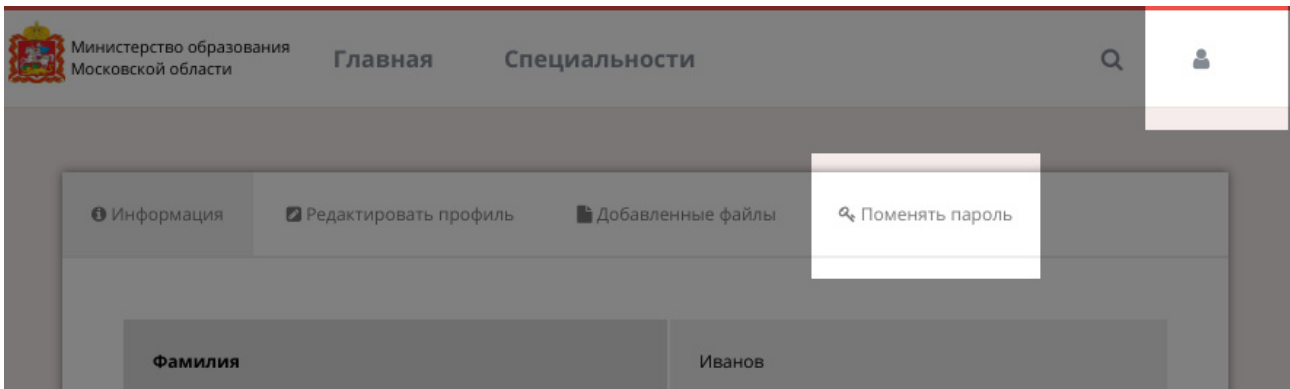 Министерство образования
Московской области
Главная
Специальности
Информация
Редактировать профиль
Добавленные файлы
Поменять пароль
Фамилия
Иванов